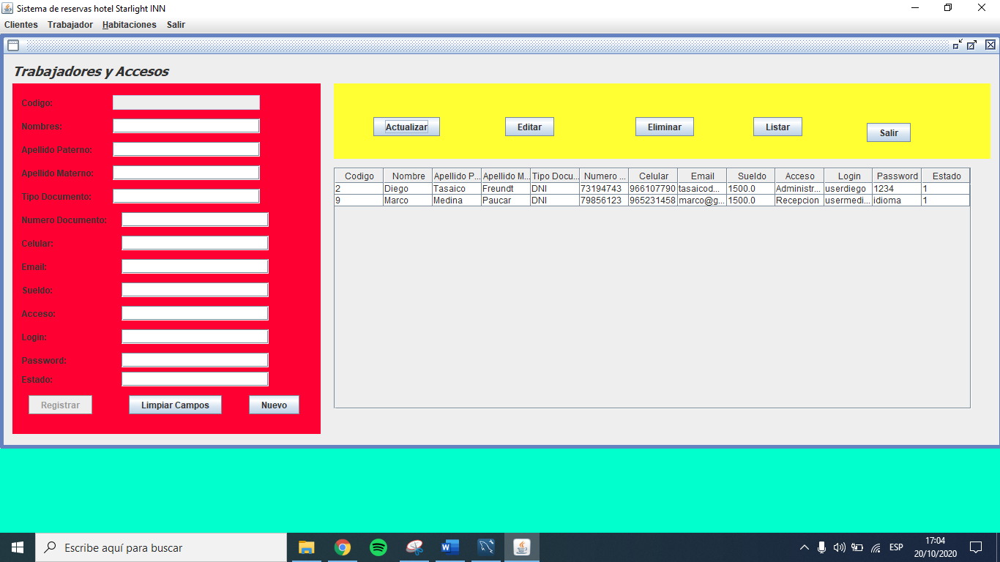 Sistema de reservas hotel Starlight INN
Clientes Trabajador Habitaciones Salir
Trabajadores y Accesos
Codigo:
Nombres:
Apellido Paterno:
Apellido Materno:
Tipo Documento:
Numero Documento:
Celular:
Email:
Sueldo:
Acceso:
Login:
Password:
Estado:
Registrar Limpiar Campos Nuevo
Actualizar Editar Eliminar Listar Salir
Codigo Nombre Apellido P... Apellido M... Tipo Docu... Numero ... Celular Email Sueldo Acceso Login Password Estado
2 Diego Tasaico Freundt DNI 73194743 966107790 tasaicod... 1500.0 Administr... userdiego 1234 1
9 Marco Medina Paucar DNI 79856123 965231458 marco@g... 1500.0 Recepcion usermedi... idioma 1
Escribe aquí para buscar
ESP
17:04
20/10/2020